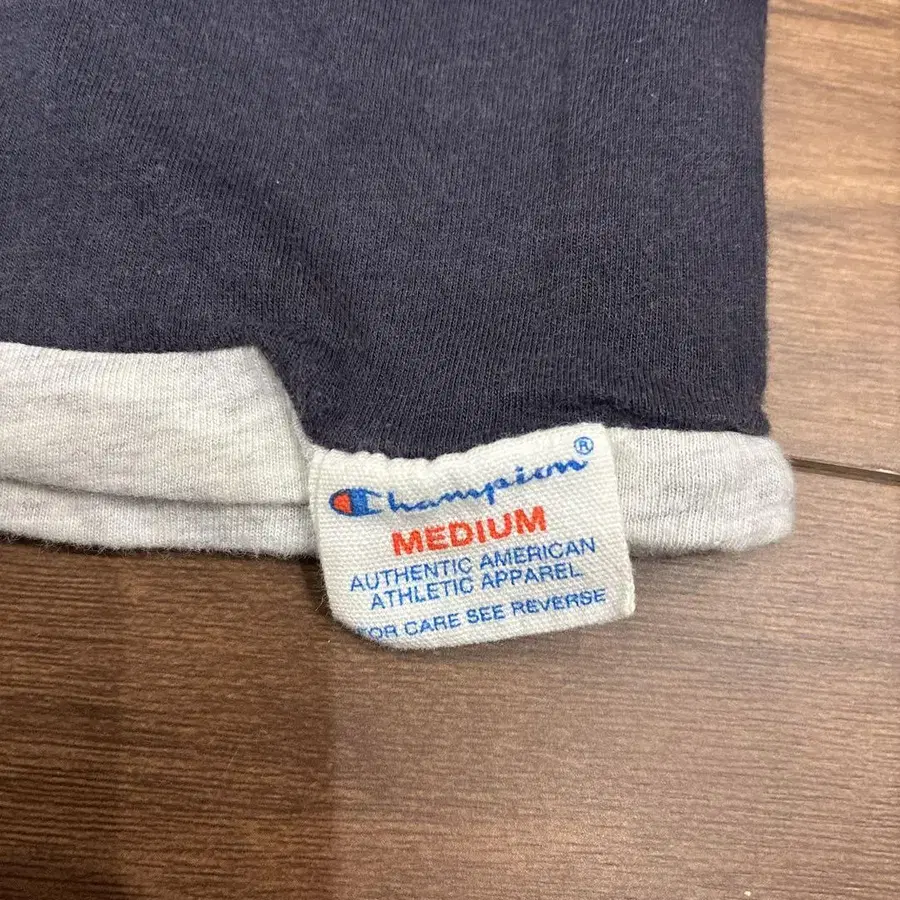 Champion®
MEDIUM
AUTHENTIC AMERICAN
ATHLETIC APPAREL
FOR CARE SEE REVERSE